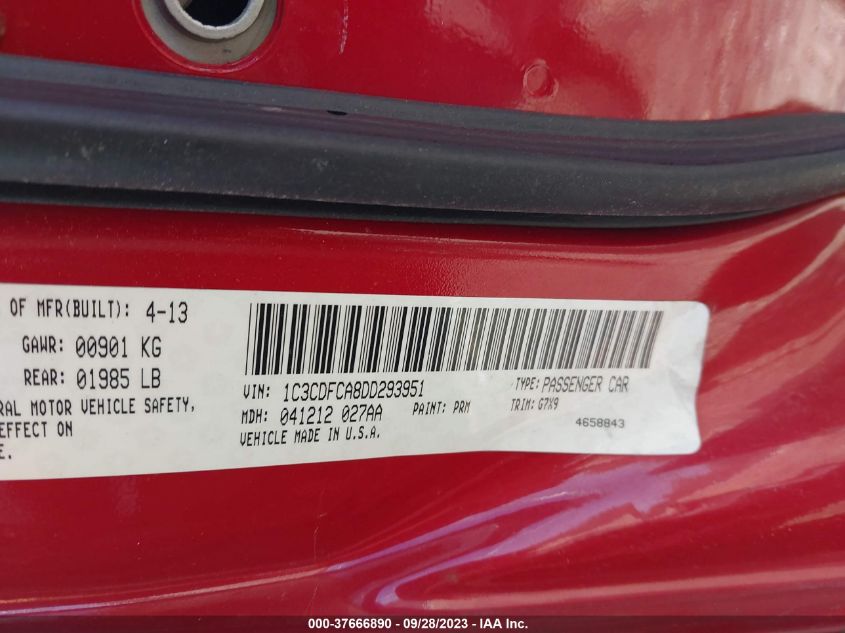 OF MFR(BUILT): 4-13
GAWR: 00901 KG
REAR: 01985 LB
RAL MOTOR VEHICLE SAFETY,
EFFECT ON
E.
VIN: 1C3CDFCA8DD293951
TYPE: PASSENGER CAR
MDH: 041212 027AA PAINT: PRM TRIM: G7X9
VEHICLE MADE IN U.S.A.
4658843
000-37666890 - 09/28/2023 - IAA Inc.